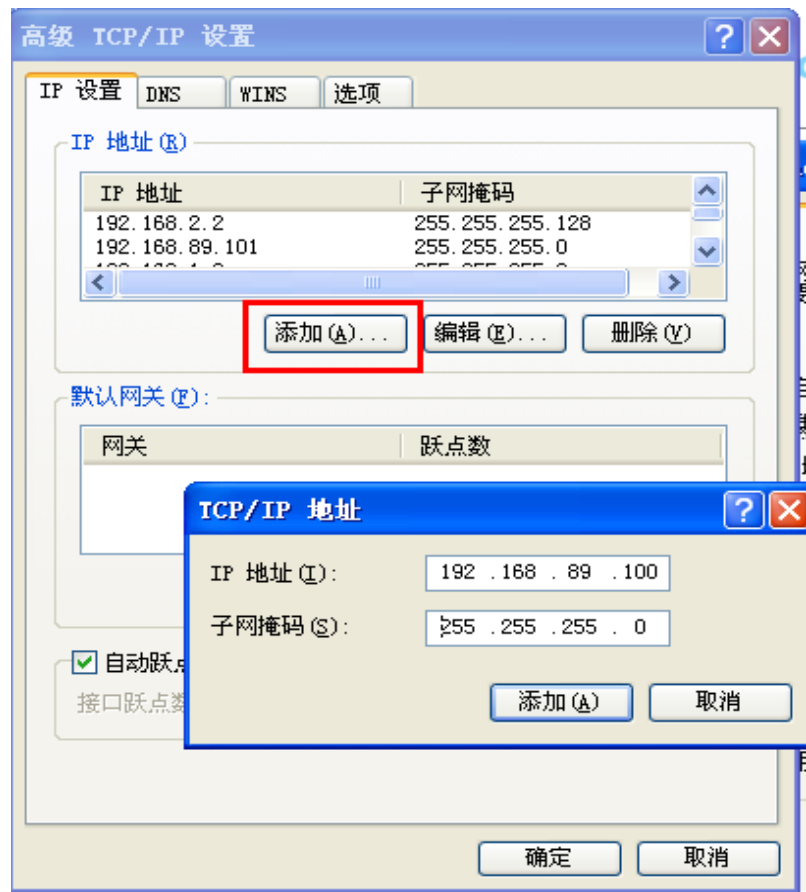 高级 TCP/IP 设置
IP 设置 DNS WINS 选项
IP 地址(R)
IP 地址 子网掩码
192.168.2.2 255.255.255.128
192.168.89.101 255.255.255.0
添加(A)... 编辑(E)... 删除(V)
默认网关(F):
网关 跃点数
TCP/IP 地址
IP 地址(I): 192 .168 . 89 .100
子网掩码(S): 255 .255 .255 . 0
自动跃点
添加(A) 取消
接口跃点数
确定 取消